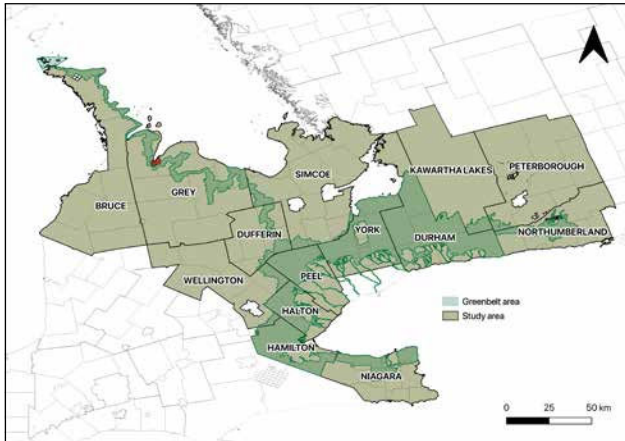 SIMCOE
KAWARTHA LAKES
PETERBOROUGH
GREY
BRUCE
DUFFERIN
YORK
DURHAM
NORTHUMBERLAND
WELLINGTON
PEEL
HALTON
HAMILTON
NIAGARA
Greenbelt area
Study area
0 25 50 km